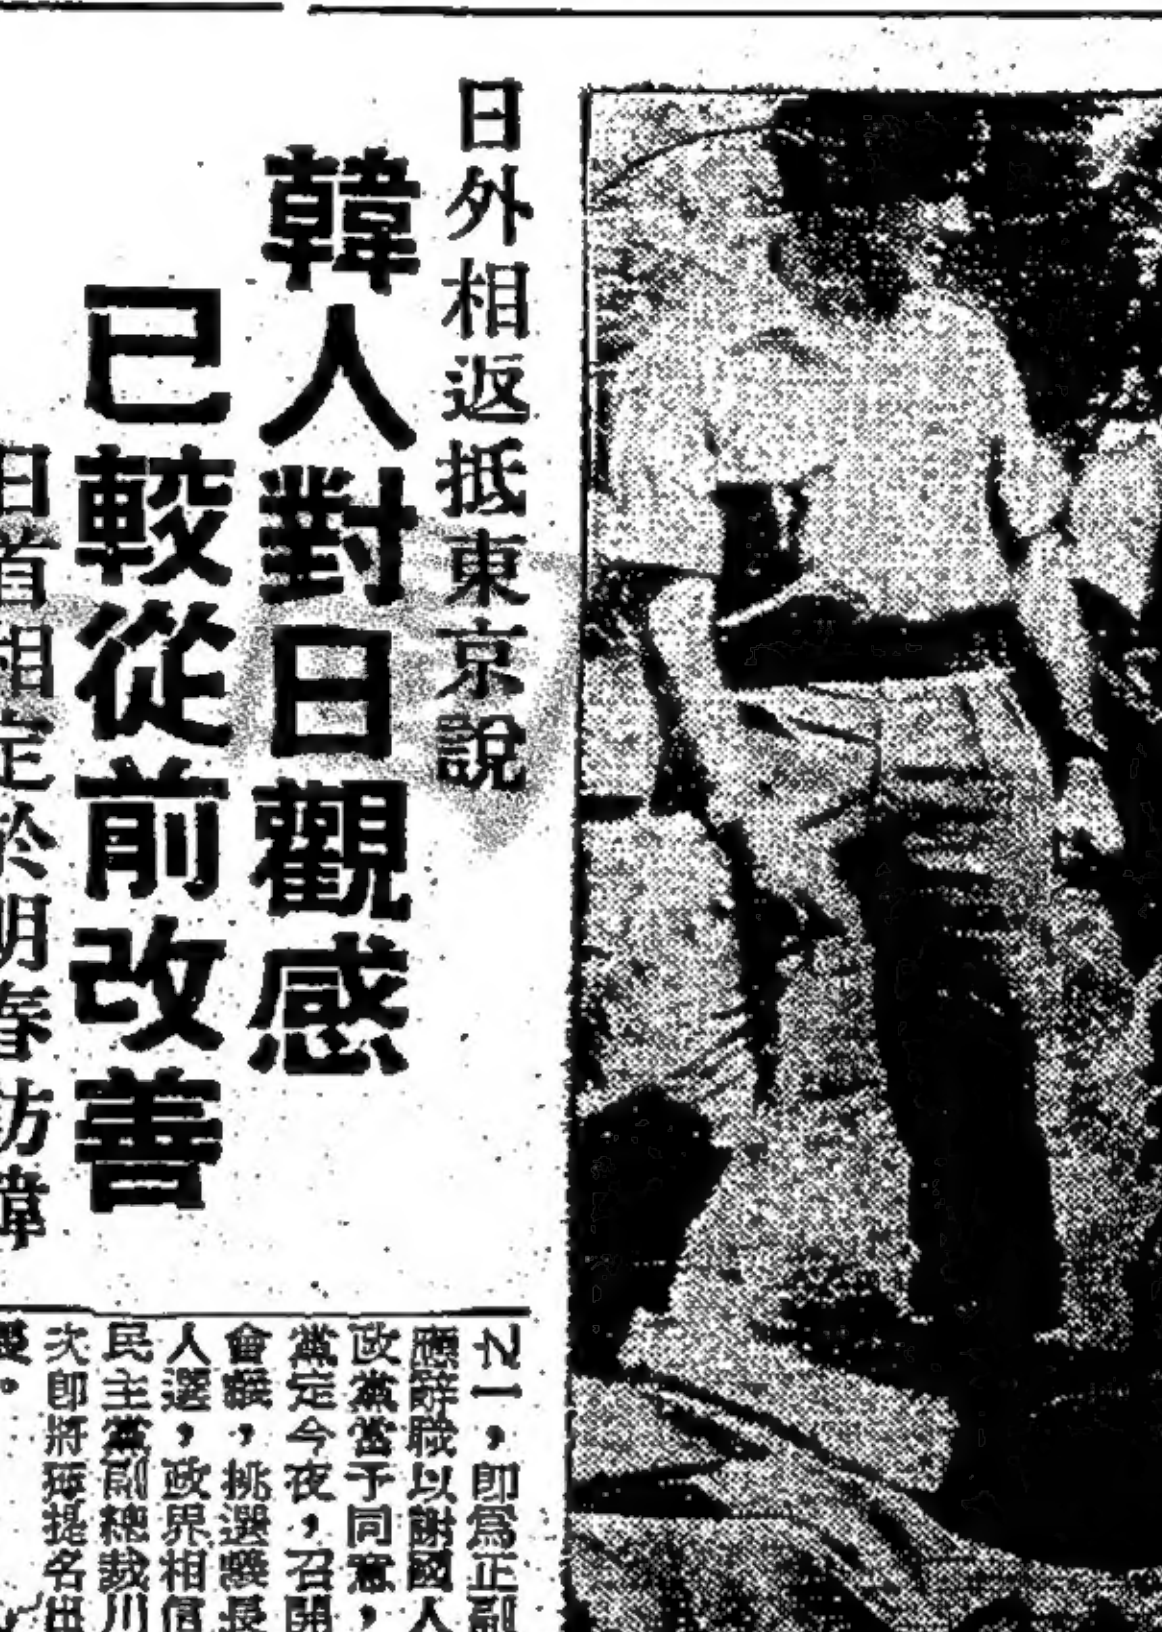 日外相返抵東京說
韓人對日觀感
已較從前改善
日首相定於明春訪韓
一，即為正副
應辭職以謝國人
政黨當予同意，
黨定今夜，召開
會議，挑選議長
人選，政界相信
民主黨副總裁川
次郎將獲提名出